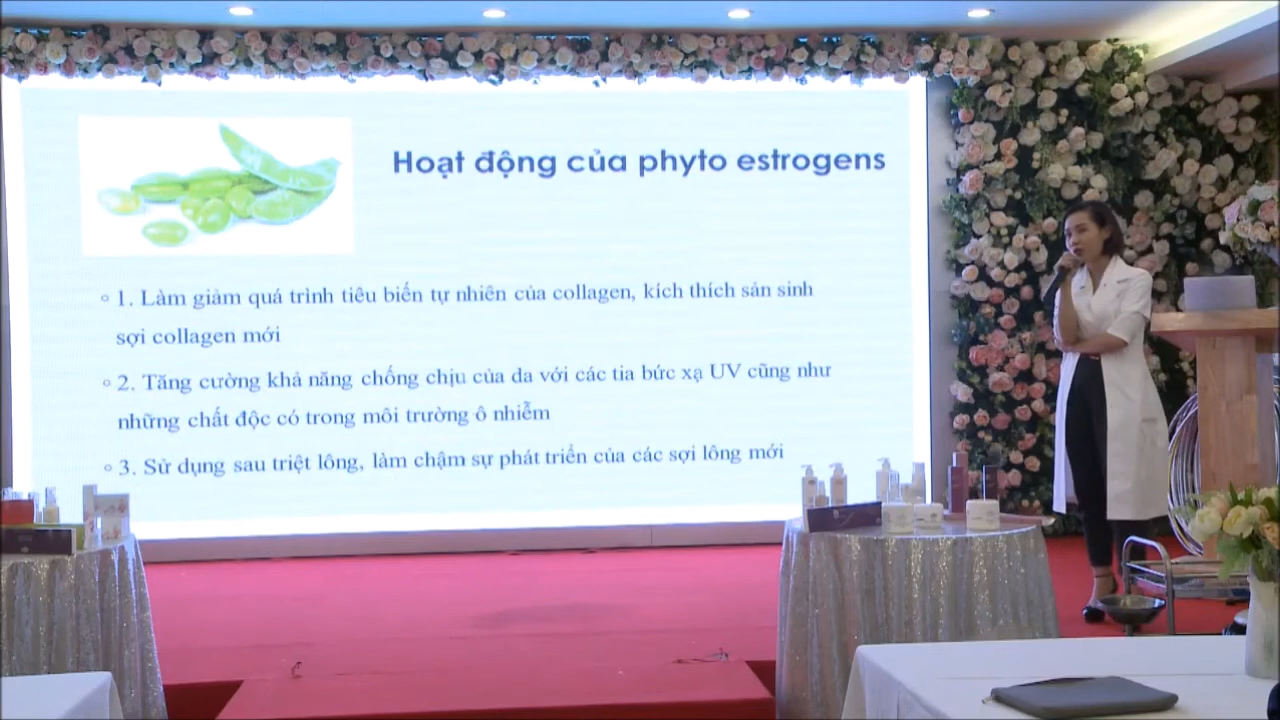 Hoạt động của phyto estrogens
1. Làm giảm quá trình tiêu biến tự nhiên của collagen, kích thích sản sinh
sợi collagen mới
2. Tăng cường khả năng chống chịu của da với các tia bức xạ UV cũng như
những chất độc có trong môi trường ô nhiễm
3. Sử dụng sau triệt lông, làm chậm sự phát triển của các sợi lông mới